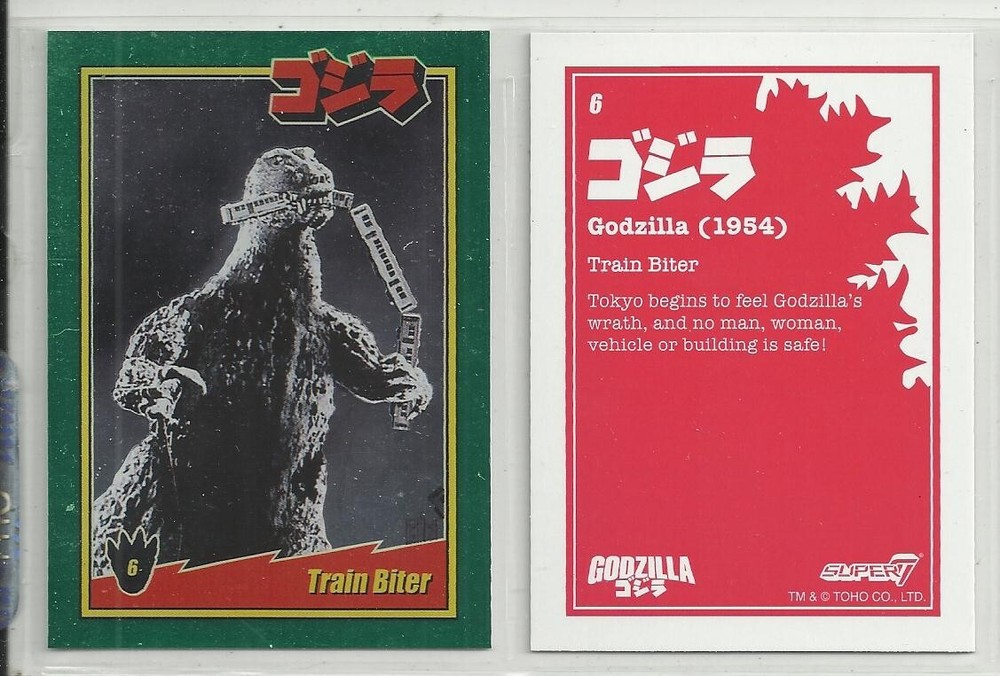 ゴジラ
6
Train Biter
6
ゴジラ
Godzilla (1954)
Train Biter
Tokyo begins to feel Godzilla's
wrath, and no man, woman,
vehicle or building is safe!
GODZILLA
ゴジラ
SUPER7®
TM & © TOHO CO., LTD.